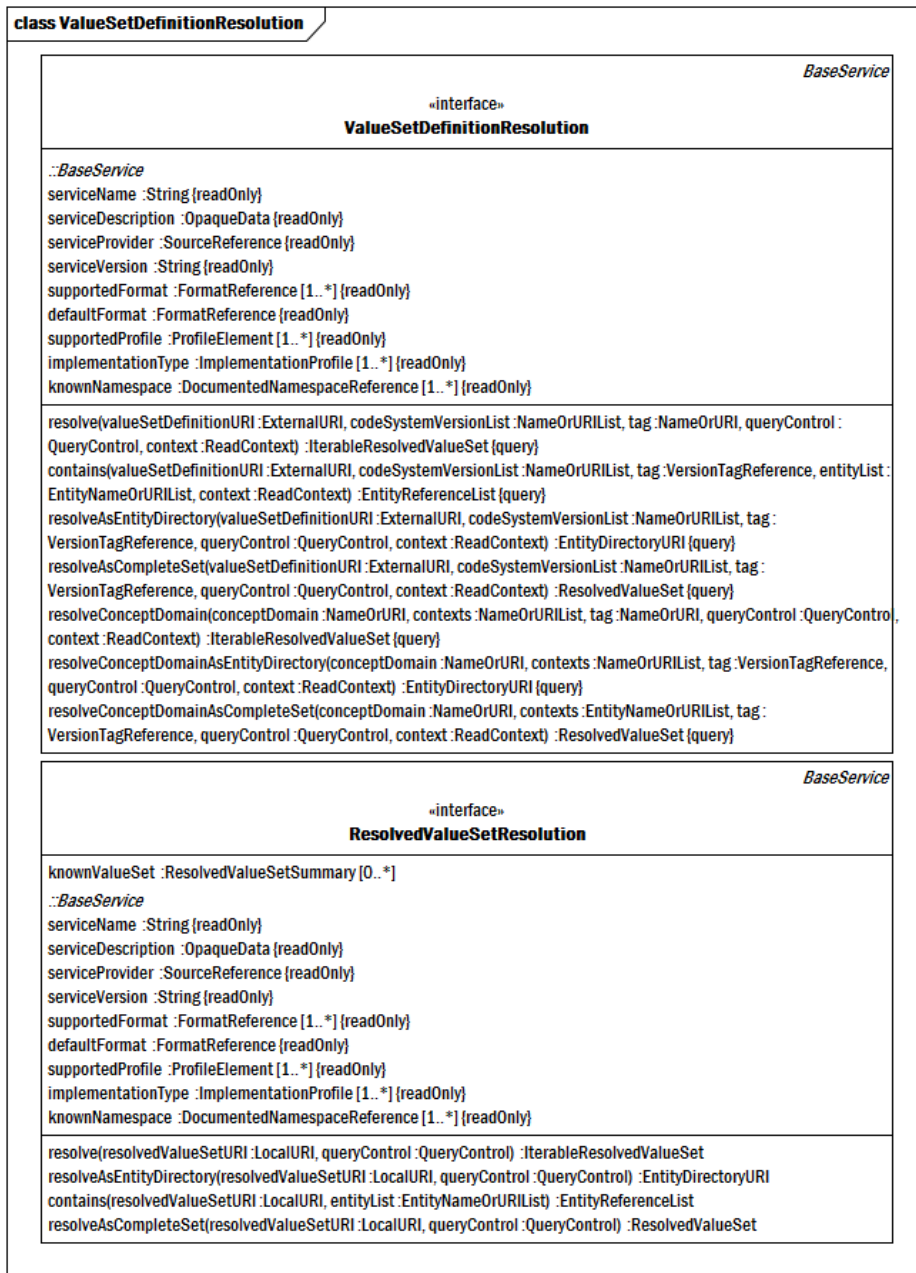 class ValueSetDefinitionResolution
BaseService
«interface»
ValueSetDefinitionResolution
::BaseService
serviceName :String {readOnly}
serviceDescription :OpaqueData {readOnly}
serviceProvider :SourceReference {readOnly}
serviceVersion :String {readOnly}
supportedFormat :FormatReference [1..*] {readOnly}
defaultFormat :FormatReference {readOnly}
supportedProfile :ProfileElement [1..*] {readOnly}
implementationType :ImplementationProfile [1..*] {readOnly}
knownNamespace :DocumentedNamespaceReference [1..*] {readOnly}
resolve(valueSetDefinitionURI :ExternalURI, codeSystemVersionList :NameOrURIList, tag :NameOrURI, queryControl :
QueryControl, context :ReadContext) :IterableResolvedValueSet {query}
contains(valueSetDefinitionURI :ExternalURI, codeSystemVersionList :NameOrURIList, tag :VersionTagReference, entityList :
EntityNameOrURIList, context :ReadContext) :EntityReferenceList {query}
resolveAsEntityDirectory(valueSetDefinitionURI :ExternalURI, codeSystemVersionList :NameOrURIList, tag :
VersionTagReference, queryControl :QueryControl, context :ReadContext) :EntityDirectoryURI {query}
resolveAsCompleteSet(valueSetDefinitionURI :ExternalURI, codeSystemVersionList :NameOrURIList, tag :
VersionTagReference, queryControl :QueryControl, context :ReadContext) :ResolvedValueSet {query}
resolveConceptDomain(conceptDomain :NameOrURI, contexts :NameOrURIList, tag :NameOrURI, queryControl :QueryControl,
context :ReadContext) :IterableResolvedValueSet {query}
resolveConceptDomainAsEntityDirectory(conceptDomain :NameOrURI, contexts :NameOrURIList, tag :VersionTagReference,
queryControl :QueryControl, context :ReadContext) :EntityDirectoryURI {query}
resolveConceptDomainAsCompleteSet(conceptDomain :NameOrURI, contexts :EntityNameOrURIList, tag :
VersionTagReference, queryControl :QueryControl, context :ReadContext) :ResolvedValueSet {query}
BaseService
«interface»
ResolvedValueSetResolution
knownValueSet :ResolvedValueSetSummary [0..*]
::BaseService
serviceName :String {readOnly}
serviceDescription :OpaqueData {readOnly}
serviceProvider :SourceReference {readOnly}
serviceVersion :String {readOnly}
supportedFormat :FormatReference [1..*] {readOnly}
defaultFormat :FormatReference {readOnly}
supportedProfile :ProfileElement [1..*] {readOnly}
implementationType :ImplementationProfile [1..*] {readOnly}
knownNamespace :DocumentedNamespaceReference [1..*] {readOnly}
resolve(resolvedValueSetURI :LocalURI, queryControl :QueryControl) :IterableResolvedValueSet
resolveAsEntityDirectory(resolvedValueSetURI :LocalURI, queryControl :QueryControl) :EntityDirectoryURI
contains(resolvedValueSetURI :LocalURI, entityList :EntityNameOrURIList) :EntityReferenceList
resolveAsCompleteSet(resolvedValueSetURI :LocalURI, queryControl :QueryControl) :ResolvedValueSet